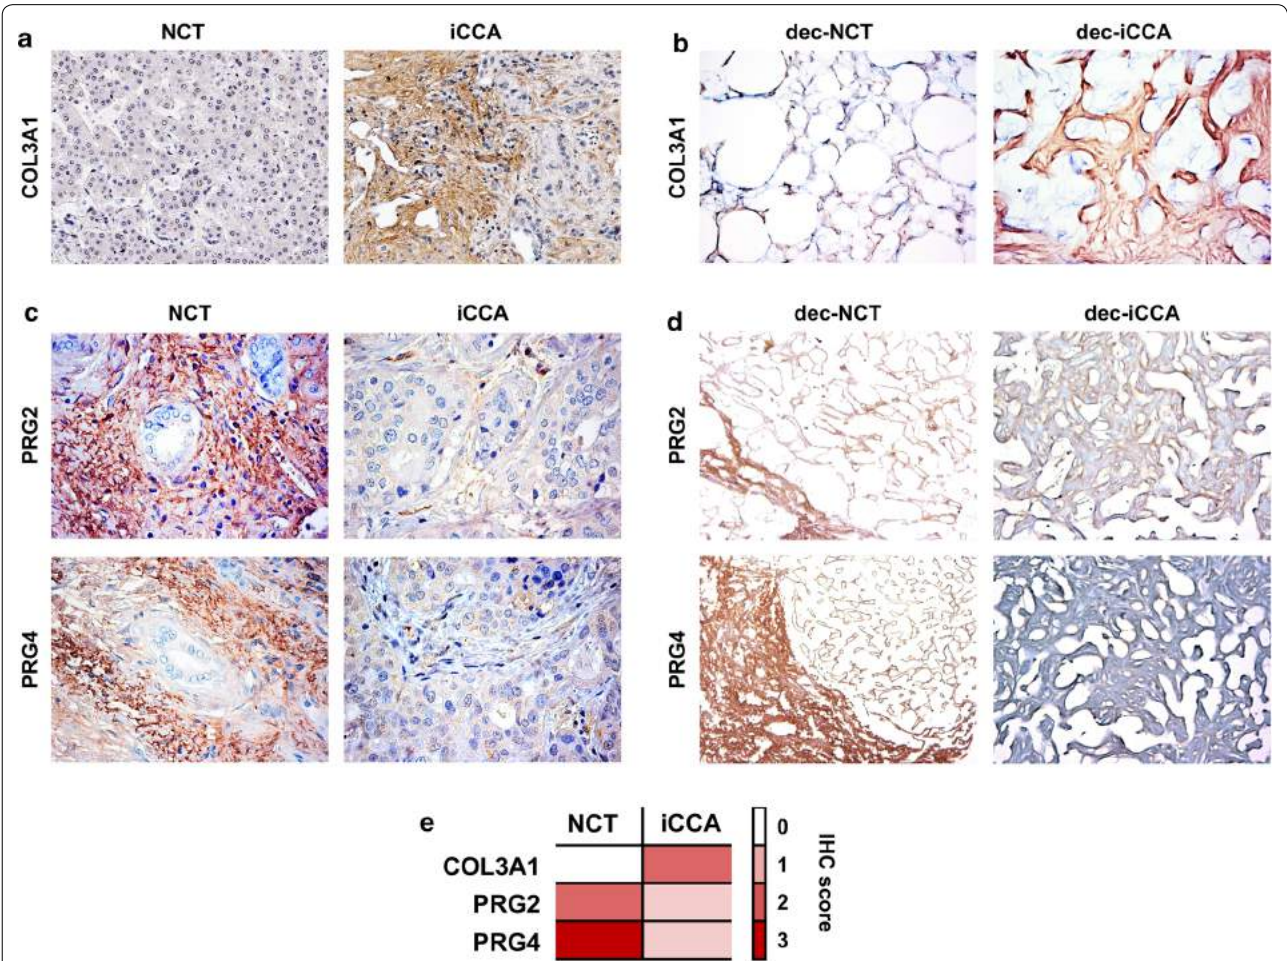 a NCT iCCA
COL3A1
b dec-NCT dec-iCCA
COL3A1
c NCT iCCA
PRG2
PRG4
d dec-NCT dec-iCCA
PRG2
PRG4
e NCT iCCA
COL3A1
PRG2
PRG4
0
1
2
3
IHC score